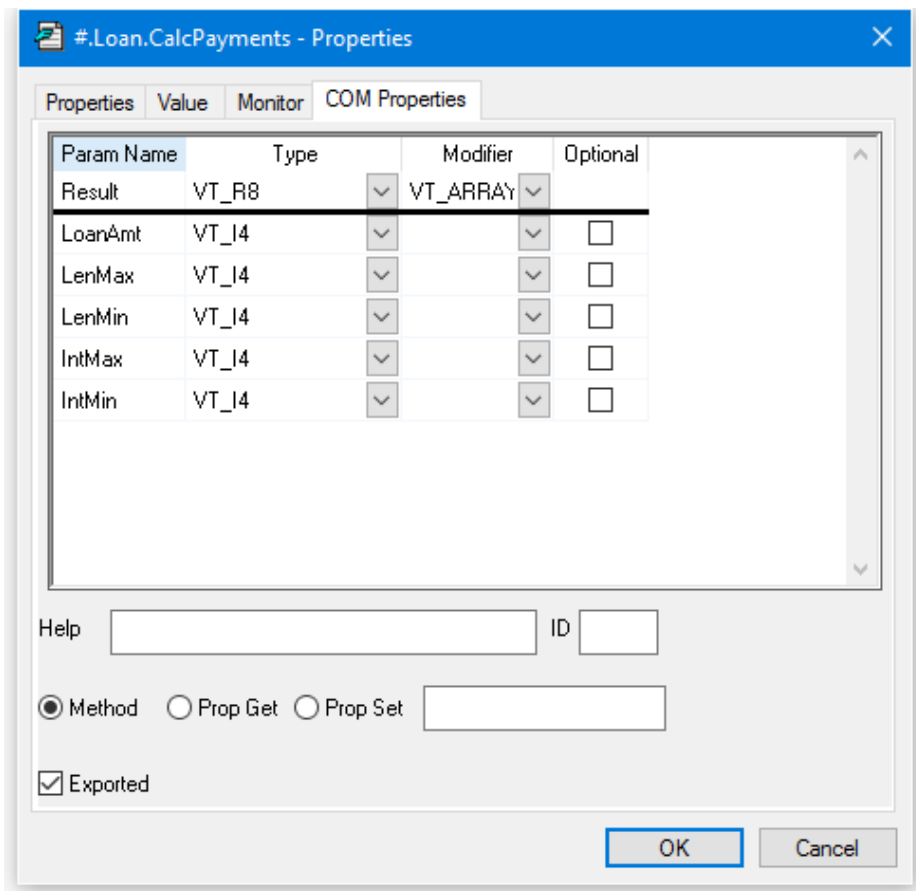 #.Loan.CalcPayments - Properties
Properties Value Monitor COM Properties
Param Name Type Modifier Optional
Result VT_R8 VT_ARRAY
LoanAmt VT_I4
LenMax VT_I4
LenMin VT_I4
IntMax VT_I4
IntMin VT_I4
Help ID
Method Prop Get Prop Set
Exported
OK Cancel